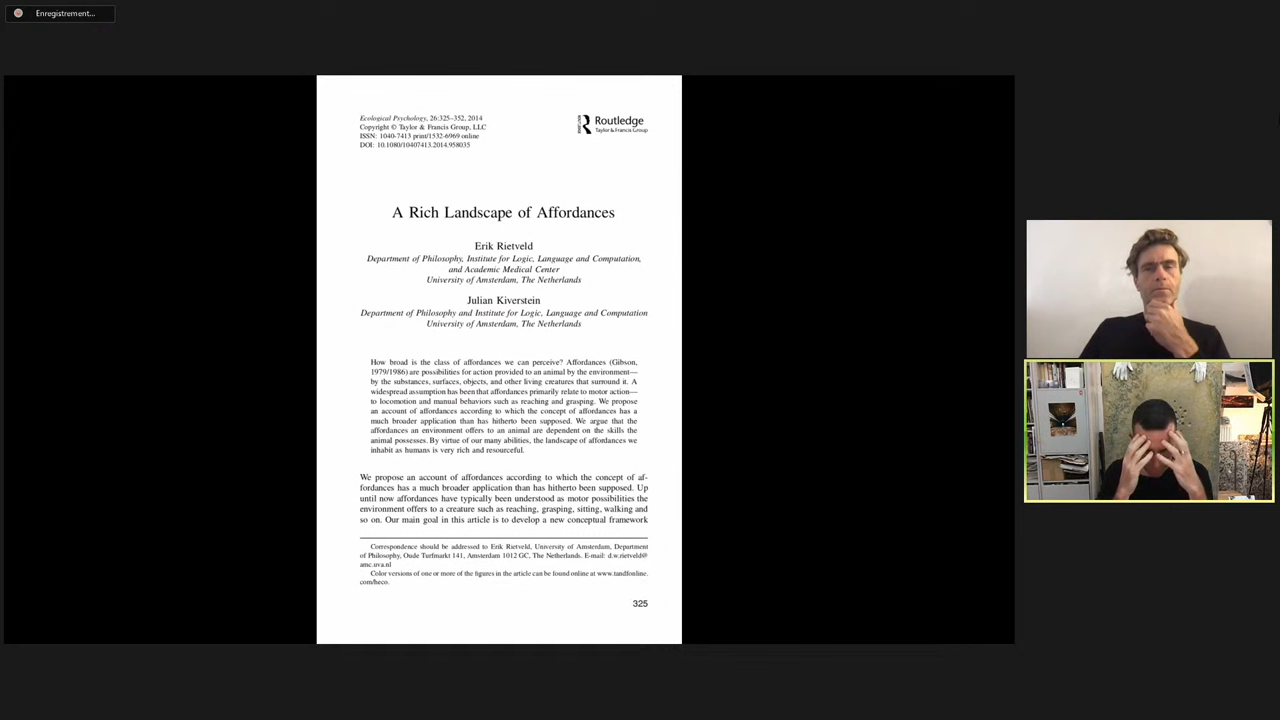 Enregistrement...
Ecological Psychology, 26:325–352, 2014
Copyright © Taylor & Francis Group, LLC
ISSN: 1040-7413 print/1532-6969 online
DOI: 10.1080/10407413.2014.958035
Routledge
Taylor & Francis Group
A Rich Landscape of Affordances
Erik Rietveld
Department of Philosophy, Institute for Logic, Language and Computation,
and Academic Medical Center
University of Amsterdam, The Netherlands
Julian Kiverstein
Department of Philosophy and Institute for Logic, Language and Computation
University of Amsterdam, The Netherlands
How broad is the class of affordances we can perceive? Affordances (Gibson,
1979/1986) are possibilities for action provided to an animal by the environment—
by the substances, surfaces, objects, and other living creatures that surround it. A
widespread assumption has been that affordances primarily relate to motor action—
to locomotion and manual behaviors such as reaching and grasping. We propose
an account of affordances according to which the concept of affordances has a
much broader application than has hitherto been supposed. We argue that the
affordances an environment offers to an animal are dependent on the skills the
animal possesses. By virtue of our many abilities, the landscape of affordances we
inhabit as humans is very rich and resourceful.
We propose an account of affordances according to which the concept of af-
fordances has a much broader application than has hitherto been supposed. Up
until now affordances have typically been understood as motor possibilities the
environment offers to a creature such as reaching, grasping, sitting, walking and
so on. Our main goal in this article is to develop a new conceptual framework
Correspondence should be addressed to Erik Rietveld, University of Amsterdam, Department
of Philosophy, Oude Turfmarkt 141, Amsterdam 1012 GC, The Netherlands. E-mail: d.w.rietveld@
amc.uva.nl
Color versions of one or more of the figures in the article can be found online at www.tandfonline.
com/heco.
325